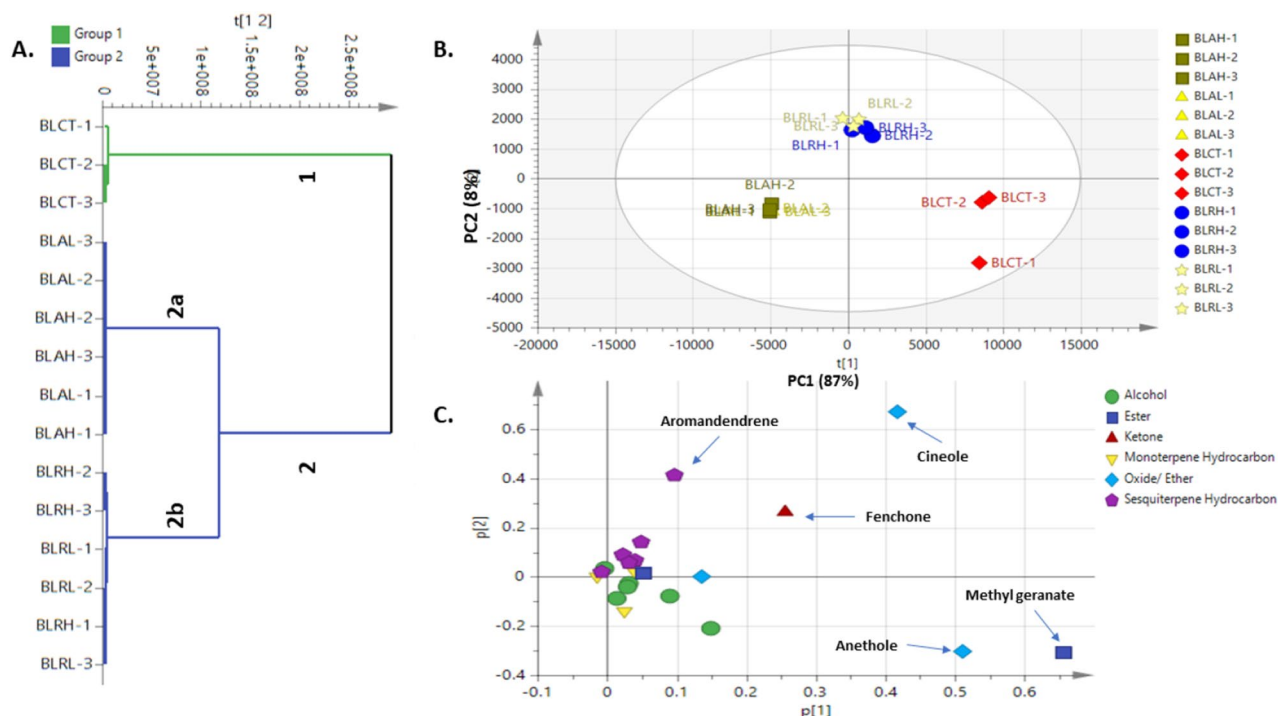 A.
Group 1
Group 2
t[1 2]
0
5e+007
1e+008
1.5e+008
2e+008
2.5e+008
BLCT-1
BLCT-2
BLCT-3
BLAL-3
BLAL-2
BLAH-2
BLAH-3
BLAL-1
BLAH-1
BLRH-2
BLRH-3
BLRL-1
BLRL-2
BLRH-1
BLRL-3
1
2a
2
2b
B.
5000
4000
3000
2000
1000
0
-1000
-2000
-3000
-4000
-5000
PC2 (8%)
BLRL-1
BLRL-2
BLRL-3
BLRH-3
BLRH-2
BLRH-1
BLAH-2
BLAH-3
BLAL-2
BLAH-1
BLAL-3
BLCT-2
BLCT-3
BLCT-1
-20000
-15000
-10000
-5000
0
5000
10000
15000
t[1]
PC1 (87%)
BLAH-1
BLAH-2
BLAH-3
BLAL-1
BLAL-2
BLAL-3
BLCT-1
BLCT-2
BLCT-3
BLRH-1
BLRH-2
BLRH-3
BLRL-1
BLRL-2
BLRL-3
C.
p[2]
0.6
0.4
0.2
0
-0.2
-0.4
Aromandendrene
Cineole
Fenchone
Methyl geranate
Anethole
-0.1
0
0.1
0.2
0.3
0.4
0.5
0.6
p[1]
Alcohol
Ester
Ketone
Monoterpene Hydrocarbon
Oxide/ Ether
Sesquiterpene Hydrocarbon